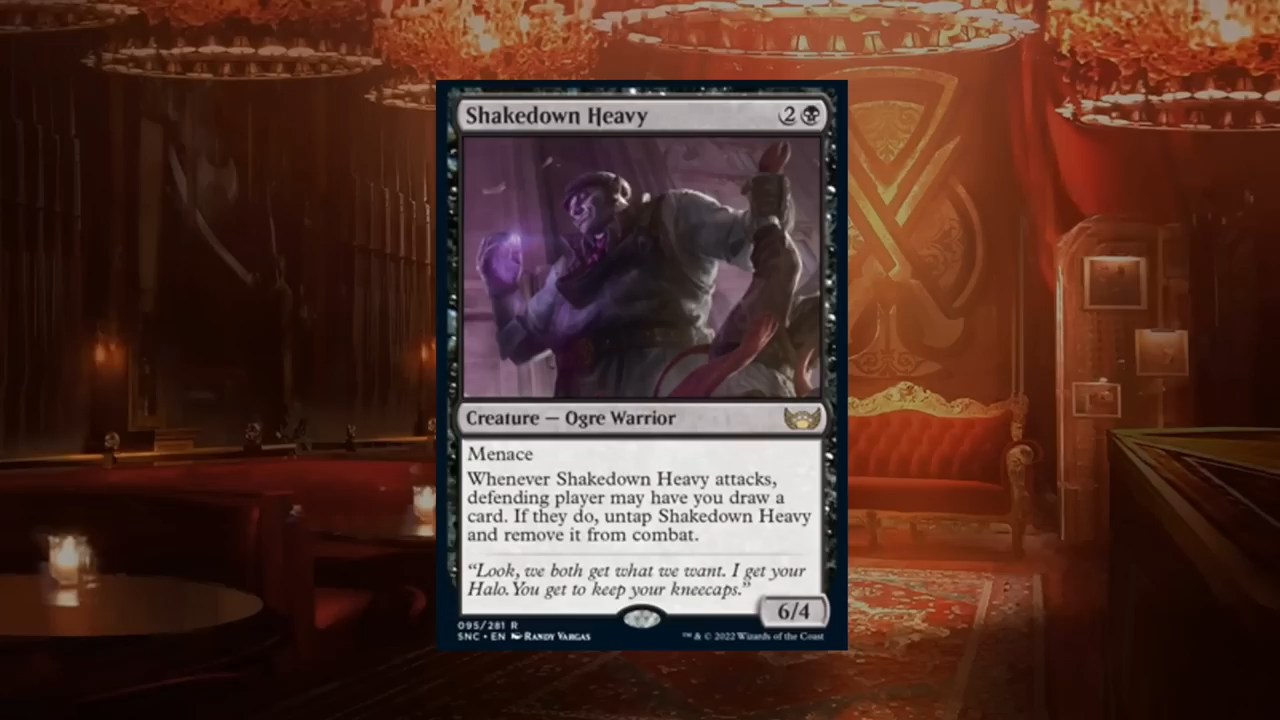 Shakedown Heavy 2
Creature — Ogre Warrior
Menace
Whenever Shakedown Heavy attacks,
defending player may have you draw a
card. If they do, untap Shakedown Heavy
and remove it from combat.
“Look, we both get what we want. I get your
Halo. You get to keep your kneecaps.”
6/4
095/281 R
SNC • EN Randy Vargas
™ & © 2022 Wizards of the Coast